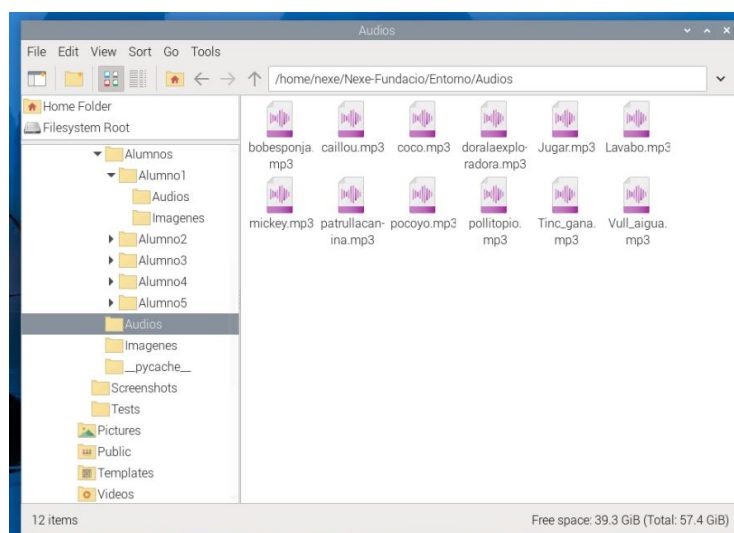 Audios
File Edit View Sort Go Tools
/home/nexe/Nexe-Fundacio/Entorno/Audios
Home Folder
Filesystem Root
Alumnos
Alumno1
Audios
Imagenes
Alumno2
Alumno3
Alumno4
Alumno5
Audios
Imagenes
__pycache__
Screenshots
Tests
Pictures
Public
Templates
Videos
bobesponja.
mp3
caillou.mp3
coco.mp3
doralaexplo-
radora.mp3
Jugar.mp3
Lavabo.mp3
mickey.mp3
patrullacan-
ina.mp3
pocoyo.mp3
pollitopio.
mp3
Tinc_gana.
mp3
Vull_aigua.
mp3
12 items
Free space: 39.3 GiB (Total: 57.4 GiB)